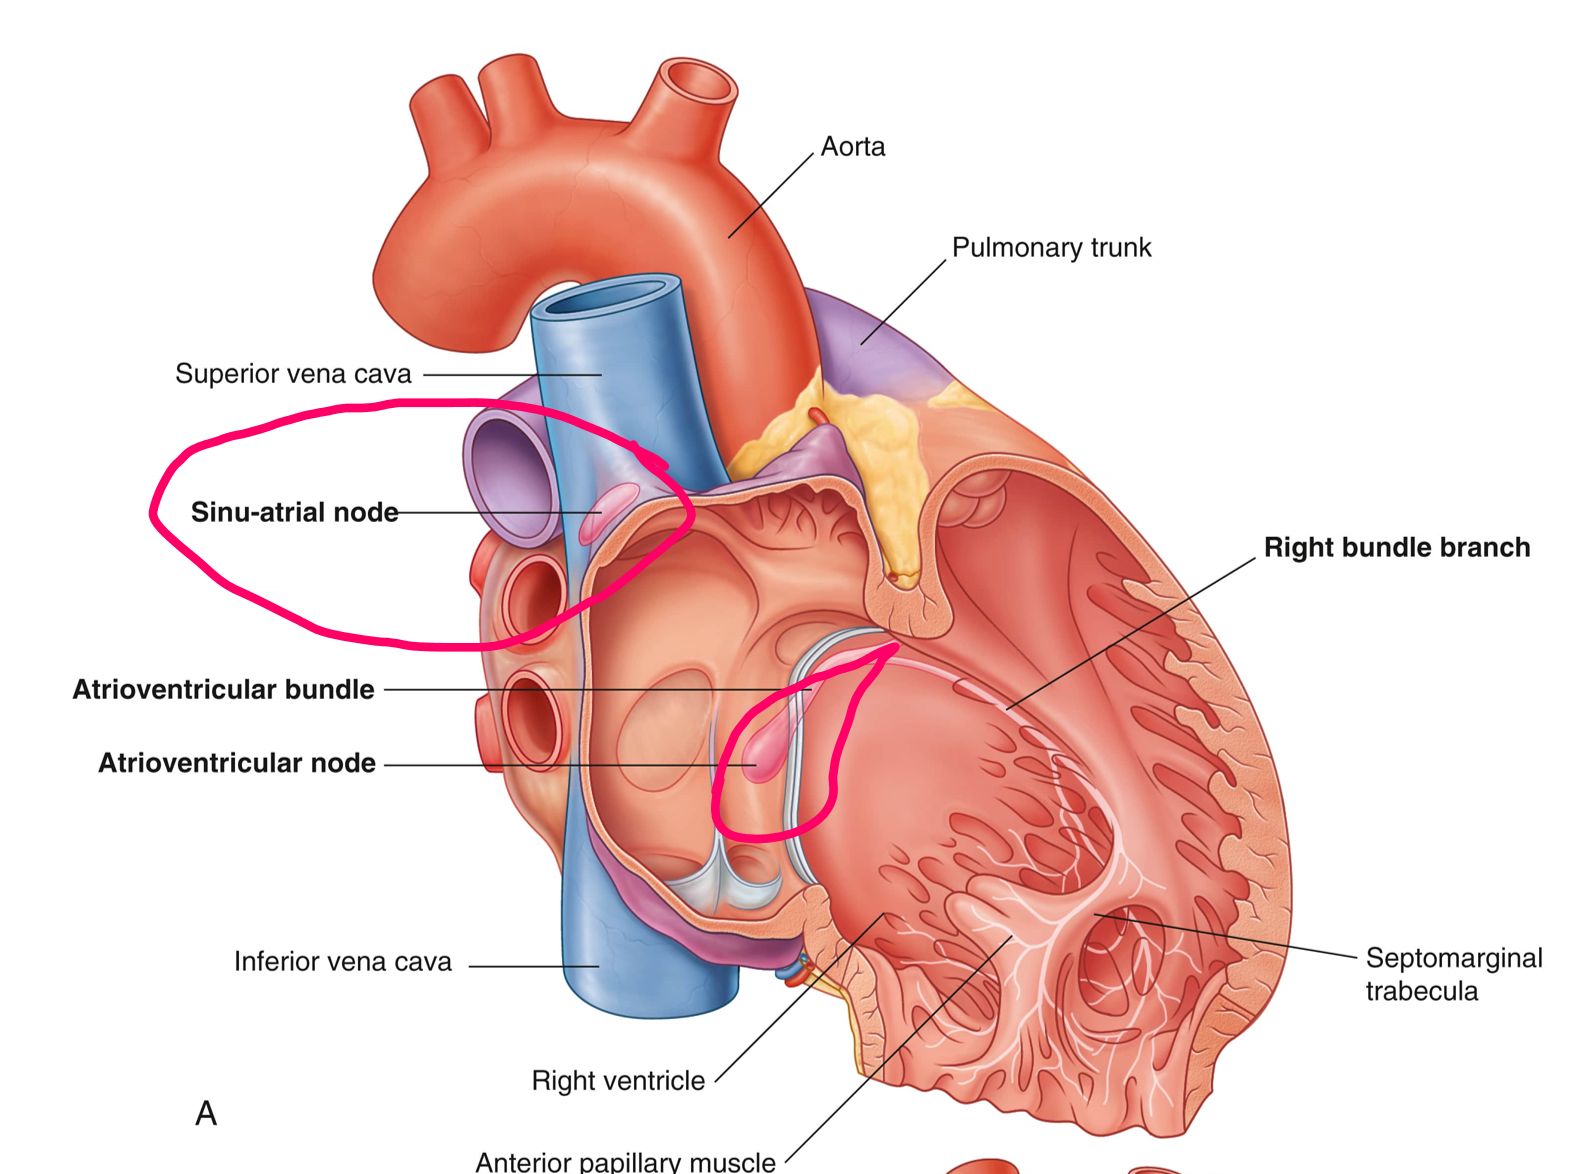 Aorta
Pulmonary trunk
Superior vena cava
Sinu-atrial node
Right bundle branch
Atrioventricular bundle
Atrioventricular node
Inferior vena cava
Septomarginal
trabecula
Right ventricle
A
Anterior papillary muscle